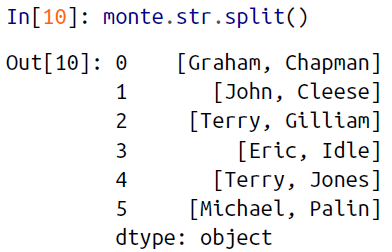 In[10]: monte.str.split()
Out[10]: 0    [Graham, Chapman]
         1       [John, Cleese]
         2     [Terry, Gilliam]
         3         [Eric, Idle]
         4       [Terry, Jones]
         5     [Michael, Palin]
         dtype: object